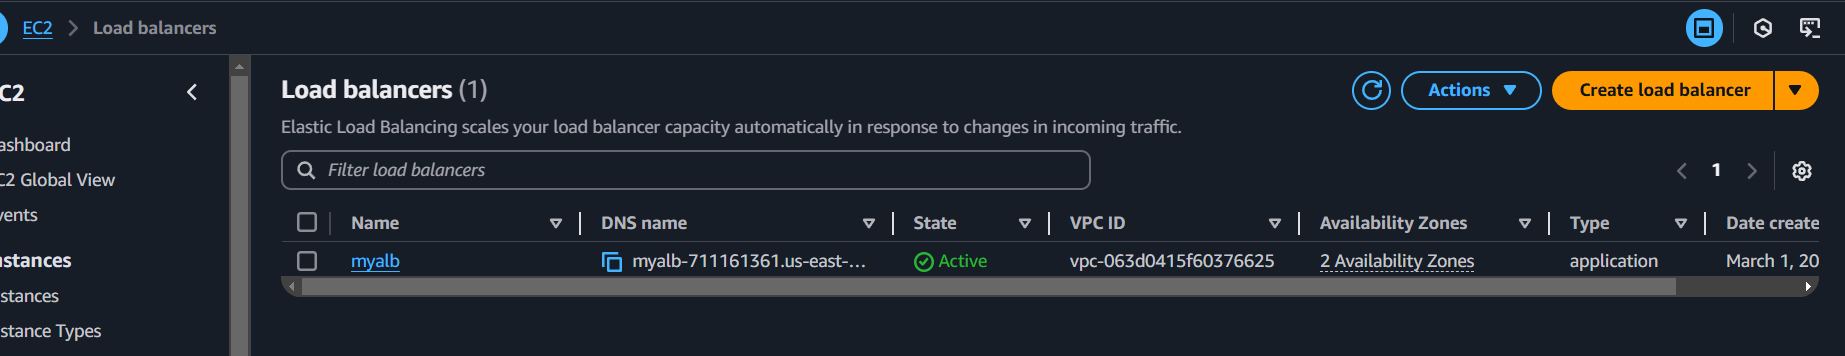 EC2 > Load balancers
C2
ashboard
C2 Global View
vents
nstances
stances
stance Types
Load balancers (1)
Actions
Create load balancer
Elastic Load Balancing scales your load balancer capacity automatically in response to changes in incoming traffic.
Filter load balancers
1
Name DNS name State VPC ID Availability Zones Type Date create
myalb myalb-711161361.us-east-... Active vpc-063d0415f60376625 2 Availability Zones application March 1, 20